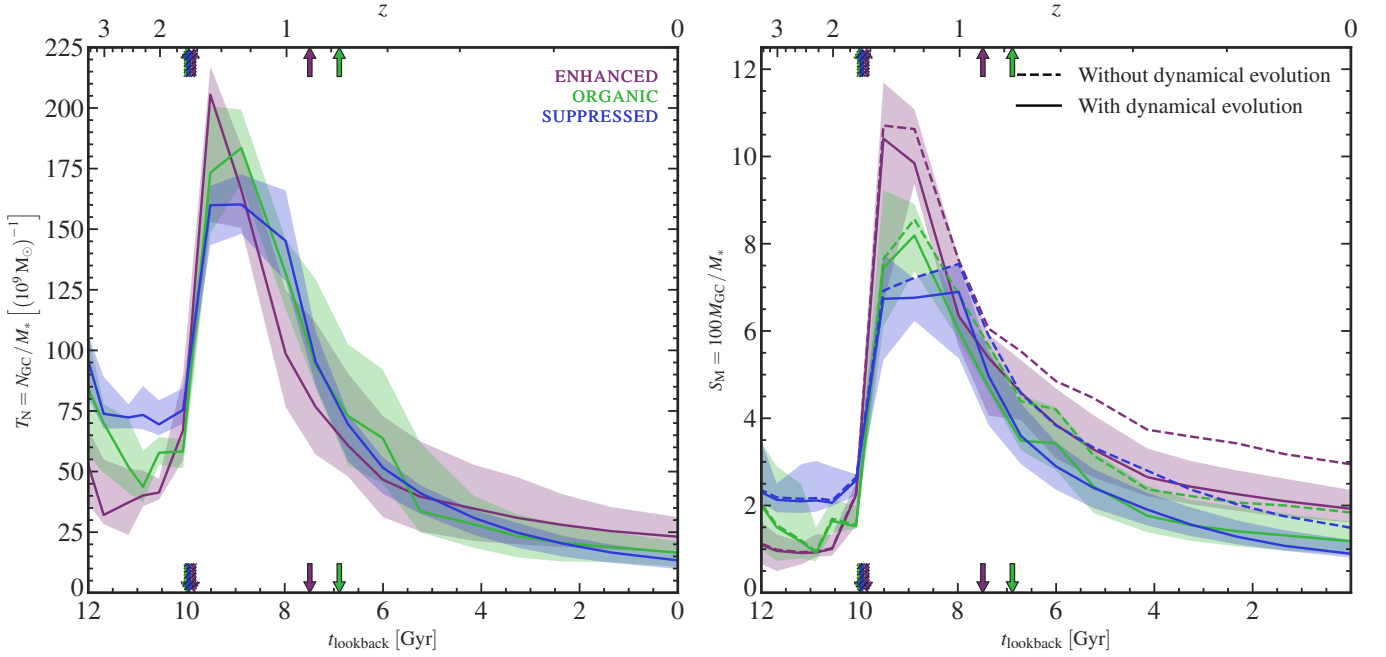 z
3 2 1 0
225
200
175
150
125
100
75
50
25
0
T_N = N_GC / M_* [(10^9 M_⊙)^{-1}]
ENHANCED
ORGANIC
SUPPRESSED
12 10 8 6 4 2 0
t_lookback [Gyr]
z
3 2 1 0
12
10
8
6
4
2
0
S_M = 100 M_GC / M_*
Without dynamical evolution
With dynamical evolution
12 10 8 6 4 2 0
t_lookback [Gyr]